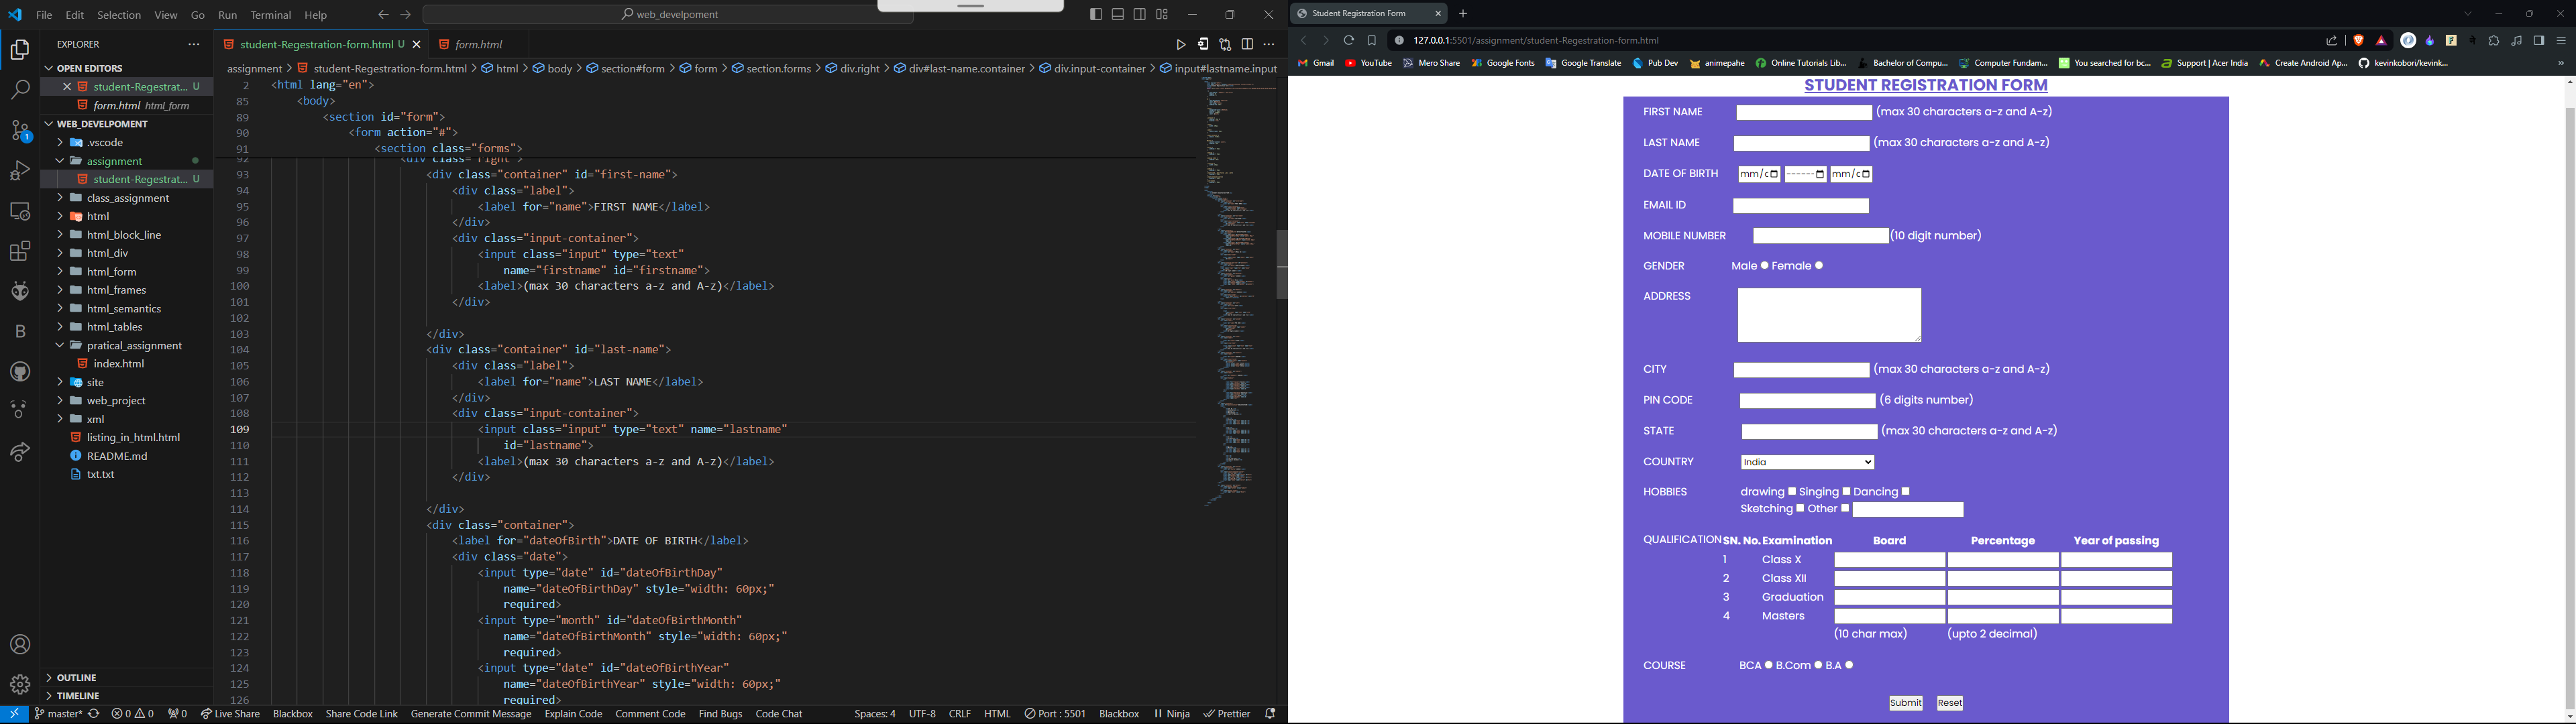 File Edit Selection View Go Run Terminal Help
web_develpoment
EXPLORER
OPEN EDITORS
student-Regestrat... U
form.html html_form
WEB_DEVELPOMENT
.vscode
assignment
student-Regestrat... U
class_assignment
html
html_block_line
html_div
html_form
html_frames
html_semantics
html_tables
pratical_assignment
index.html
site
web_project
xml
listing_in_html.html
README.md
txt.txt
OUTLINE
TIMELINE
student-Regestration-form.html U
form.html
assignment > student-Regestration-form.html > html > body > section#form > form > section.forms > div.right > div#last-name.container > div.input-container > input#lastname.input
2 <html lang="en">
85 <body>
89 <section id="form">
90 <form action="#">
91 <section class="forms">
92 <div class="right">
93 <div class="container" id="first-name">
94 <div class="label">
95 <label for="name">FIRST NAME</label>
96 </div>
97 <div class="input-container">
98 <input class="input" type="text"
99 name="firstname" id="firstname">
100 <label>(max 30 characters a-z and A-z)</label>
101 </div>
102
103 </div>
104 <div class="container" id="last-name">
105 <div class="label">
106 <label for="name">LAST NAME</label>
107 </div>
108 <div class="input-container">
109 <input class="input" type="text" name="lastname"
110 id="lastname">
111 <label>(max 30 characters a-z and A-z)</label>
112 </div>
113
114 </div>
115 <div class="container">
116 <label for="dateOfBirth">DATE OF BIRTH</label>
117 <div class="date">
118 <input type="date" id="dateOfBirthDay"
119 name="dateOfBirthDay" style="width: 60px;"
120 required>
121 <input type="month" id="dateOfBirthMonth"
122 name="dateOfBirthMonth" style="width: 60px;"
123 required>
124 <input type="date" id="dateOfBirthYear"
125 name="dateOfBirthYear" style="width: 60px;"
126 required>
master* 0 0 0 Live Share Blackbox Share Code Link Generate Commit Message Explain Code Comment Code Find Bugs Code Chat Spaces: 4 UTF-8 CRLF HTML Port : 5501 Blackbox Ninja Prettier
Student Registration Form
127.0.0.1:5501/assignment/student-Regestration-form.html
Gmail YouTube Mero Share Google Fonts Google Translate Pub Dev animepahe Online Tutorials Lib... Bachelor of Compu... Computer Fundam... You searched for bc... Support | Acer India Create Android Ap... kevinkobori/kevink...
STUDENT REGISTRATION FORM
FIRST NAME (max 30 characters a-z and A-z)
LAST NAME (max 30 characters a-z and A-z)
DATE OF BIRTH mm/d ------ mm/d
EMAIL ID
MOBILE NUMBER (10 digit number)
GENDER Male Female
ADDRESS
CITY (max 30 characters a-z and A-z)
PIN CODE (6 digits number)
STATE (max 30 characters a-z and A-z)
COUNTRY India
HOBBIES drawing Singing Dancing
Sketching Other
QUALIFICATION SN. No. Examination Board Percentage Year of passing
1 Class X
2 Class XII
3 Graduation
4 Masters
(10 char max) (upto 2 decimal)
COURSE BCA B.Com B.A
Submit Reset